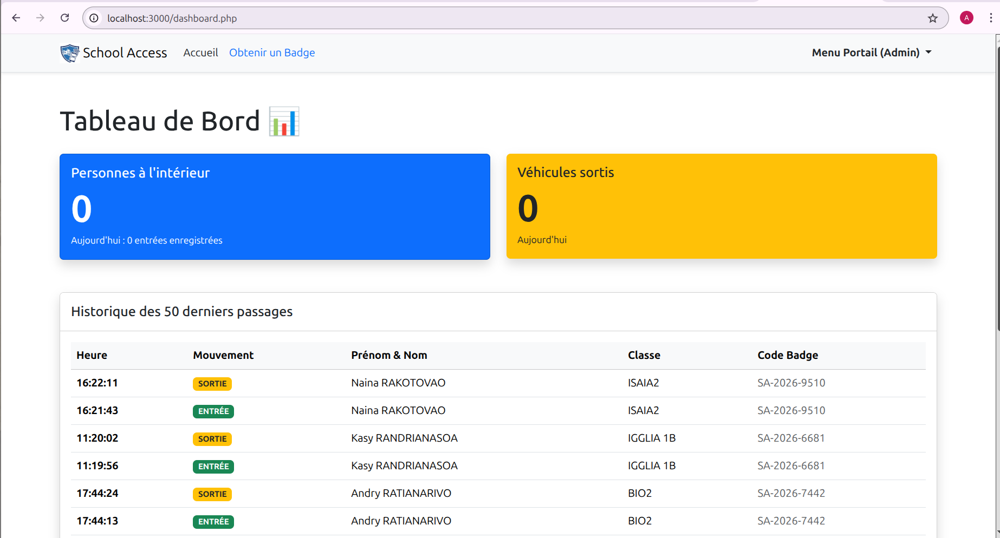 localhost:3000/dashboard.php
A
School Access Accueil Obtenir un Badge Menu Portail (Admin)
Tableau de Bord
Personnes à l'intérieur
0
Aujourd'hui : 0 entrées enregistrées
Véhicules sortis
0
Aujourd'hui
Historique des 50 derniers passages
Heure Mouvement Prénom & Nom Classe Code Badge
16:22:11 SORTIE Naina RAKOTOVAO ISAIA2 SA-2026-9510
16:21:43 ENTRÉE Naina RAKOTOVAO ISAIA2 SA-2026-9510
11:20:02 SORTIE Kasy RANDRIANASOA IGGLIA 1B SA-2026-6681
11:19:56 ENTRÉE Kasy RANDRIANASOA IGGLIA 1B SA-2026-6681
17:44:24 SORTIE Andry RATIANARIVO BIO2 SA-2026-7442
17:44:13 ENTRÉE Andry RATIANARIVO BIO2 SA-2026-7442